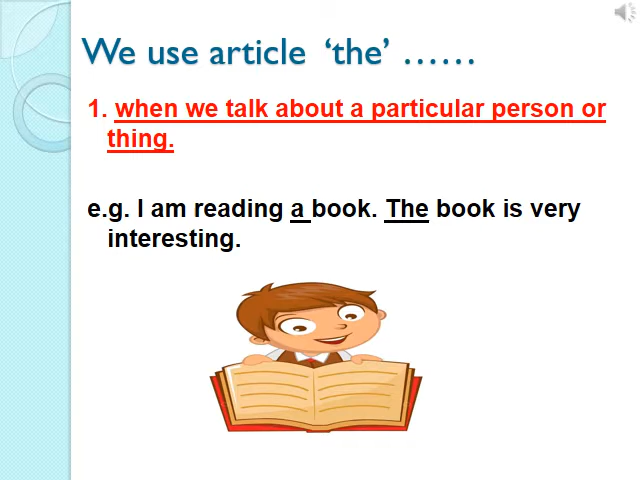 We use article ‘the’ ……
1. when we talk about a particular person or
thing.
e.g. I am reading a book. The book is very
interesting.